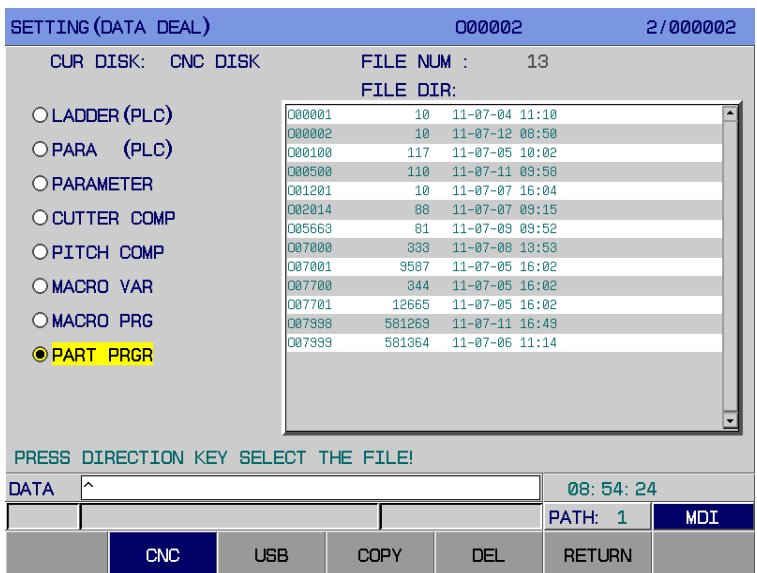 SETTING(DATA DEAL) O00002 2/000002
CUR DISK: CNC DISK FILE NUM : 13
FILE DIR:
LADDER(PLC)
PARA (PLC)
PARAMETER
CUTTER COMP
PITCH COMP
MACRO VAR
MACRO PRG
PART PRGR
O00001 10 11-07-04 11:10
O00002 10 11-07-12 08:50
O00100 117 11-07-05 10:02
O00500 110 11-07-11 09:58
O01201 10 11-07-07 16:04
O02014 88 11-07-07 09:15
O05663 81 11-07-09 09:52
O07000 333 11-07-08 13:53
O07001 9587 11-07-05 16:02
O07700 344 11-07-05 16:02
O07701 12665 11-07-05 16:02
O07998 581269 11-07-11 16:49
O07999 581364 11-07-06 11:14
PRESS DIRECTION KEY SELECT THE FILE!
DATA ^ 08:54:24
PATH: 1 MDI
CNC USB COPY DEL RETURN